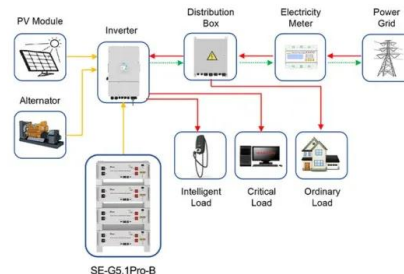 PV Module
Inverter
Distribution
Box
Electricity
Meter
Power
Grid
Alternator
Intelligent
Load
Critical
Load
Ordinary
Load
SE-G5.1Pro-B